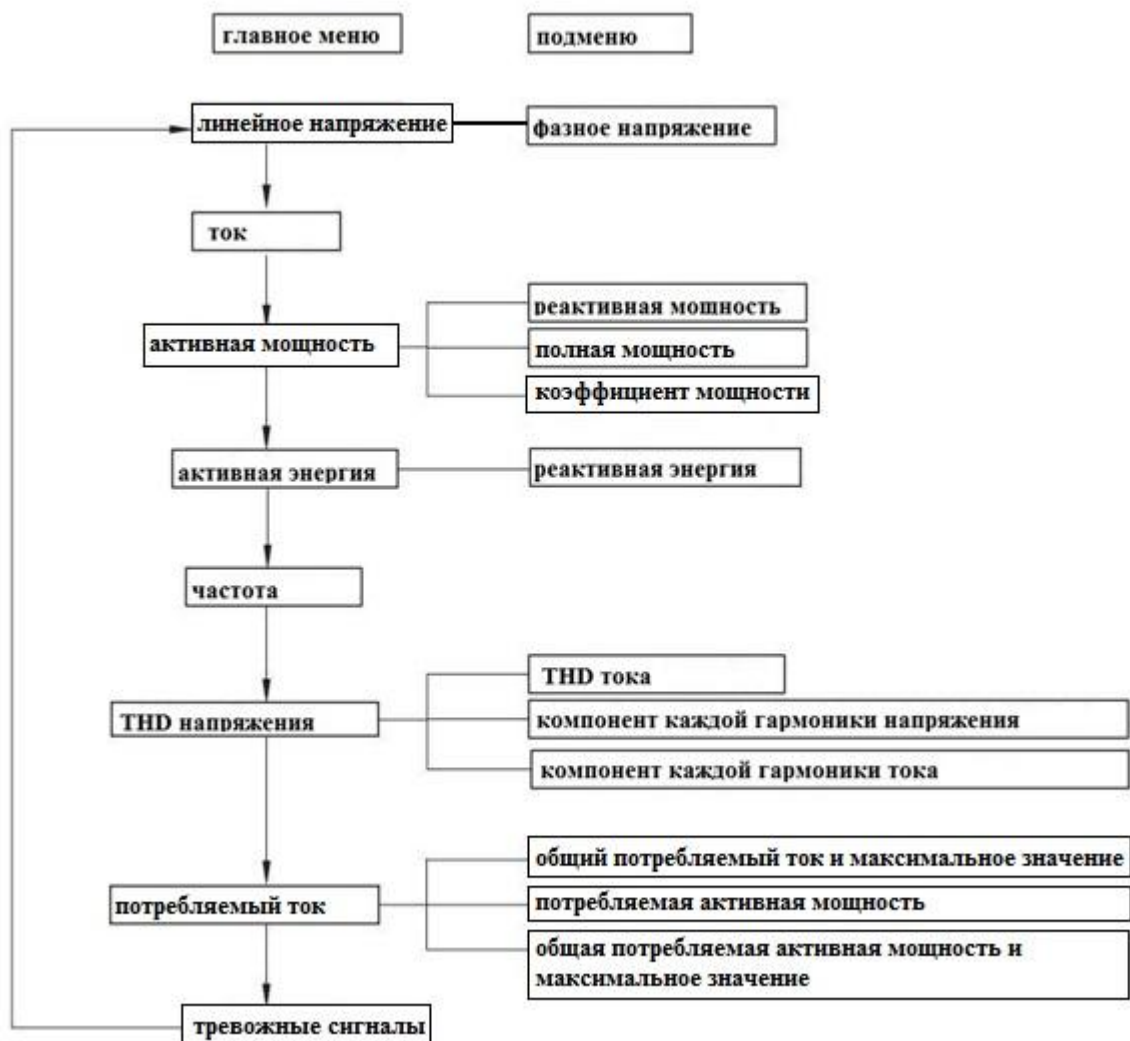 главное меню
подменю
линейное напряжение
фазное напряжение
ток
реактивная мощность
активная мощность
полная мощность
коэффициент мощности
активная энергия
реактивная энергия
частота
THD тока
THD напряжения
компонент каждой гармоники напряжения
компонент каждой гармоники тока
общий потребляемый ток и максимальное значение
потребляемый ток
потребляемая активная мощность
общая потребляемая активная мощность и
максимальное значение
тревожные сигналы